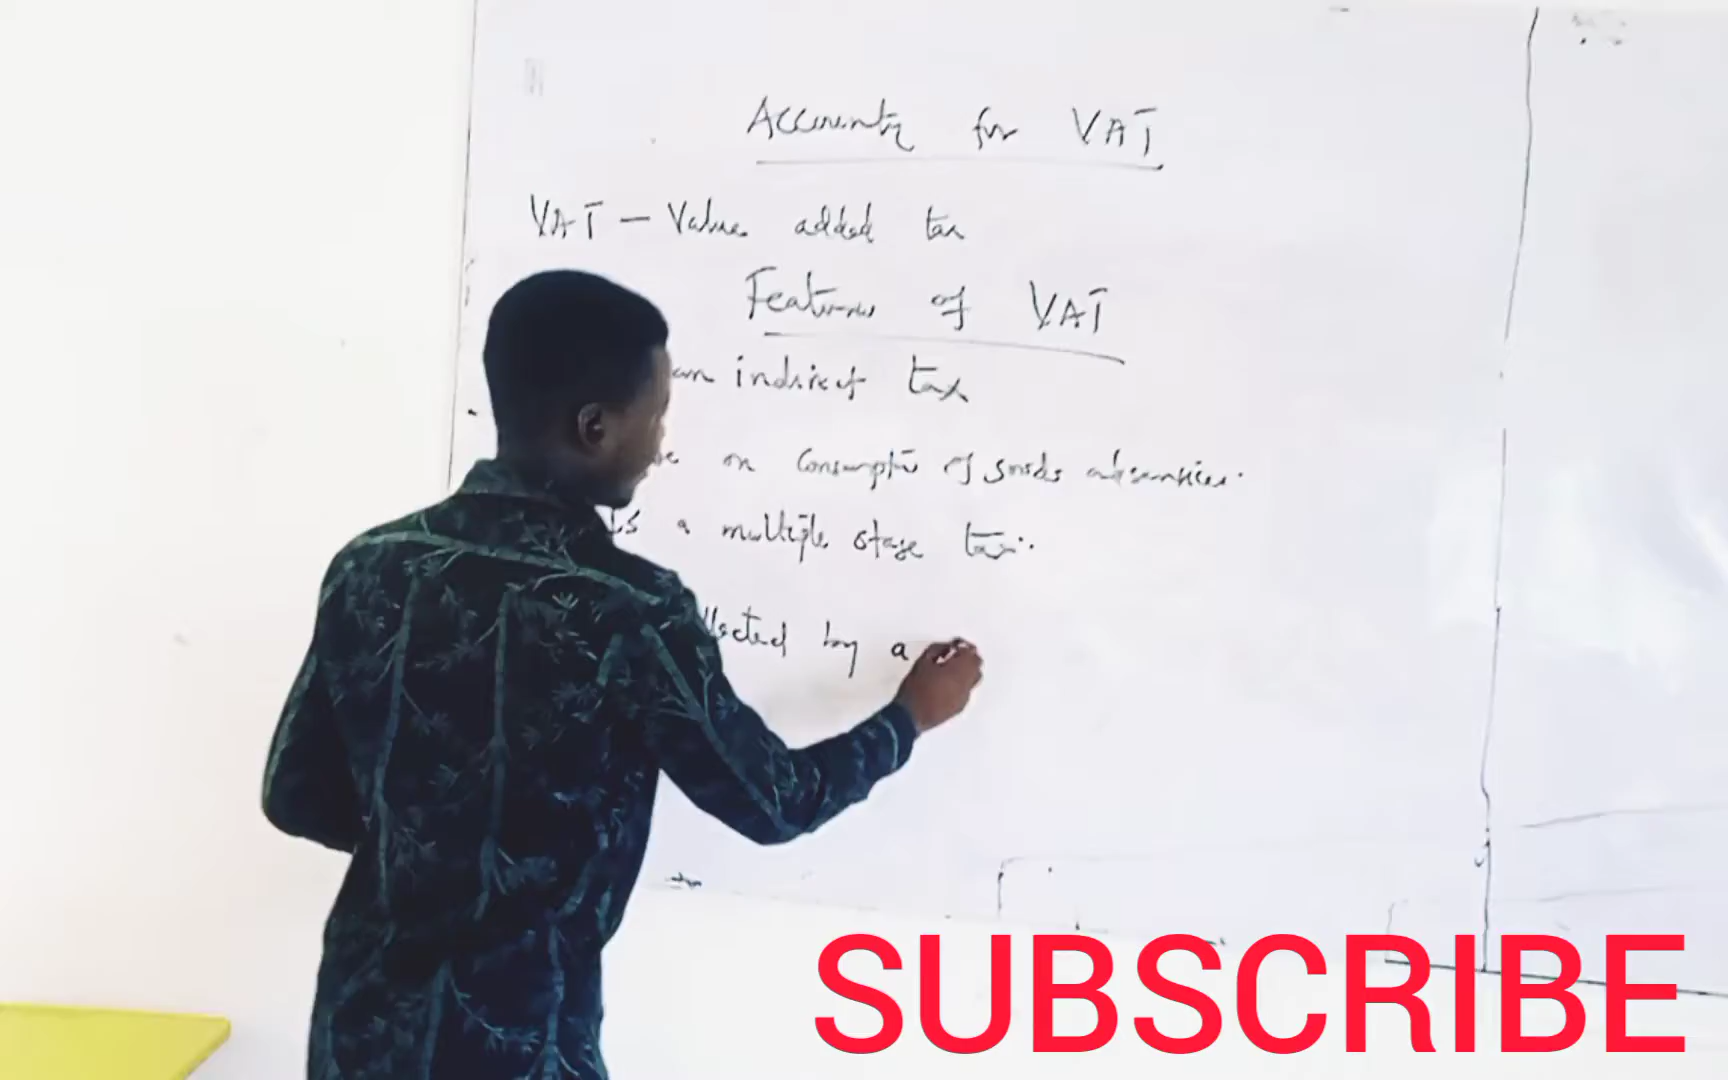 Accounting for VAT
VAT - Value added tax
Features of VAT
an indirect tax
on consumption of goods and services.
is a multiple stage tax.
by a
SUBSCRIBE